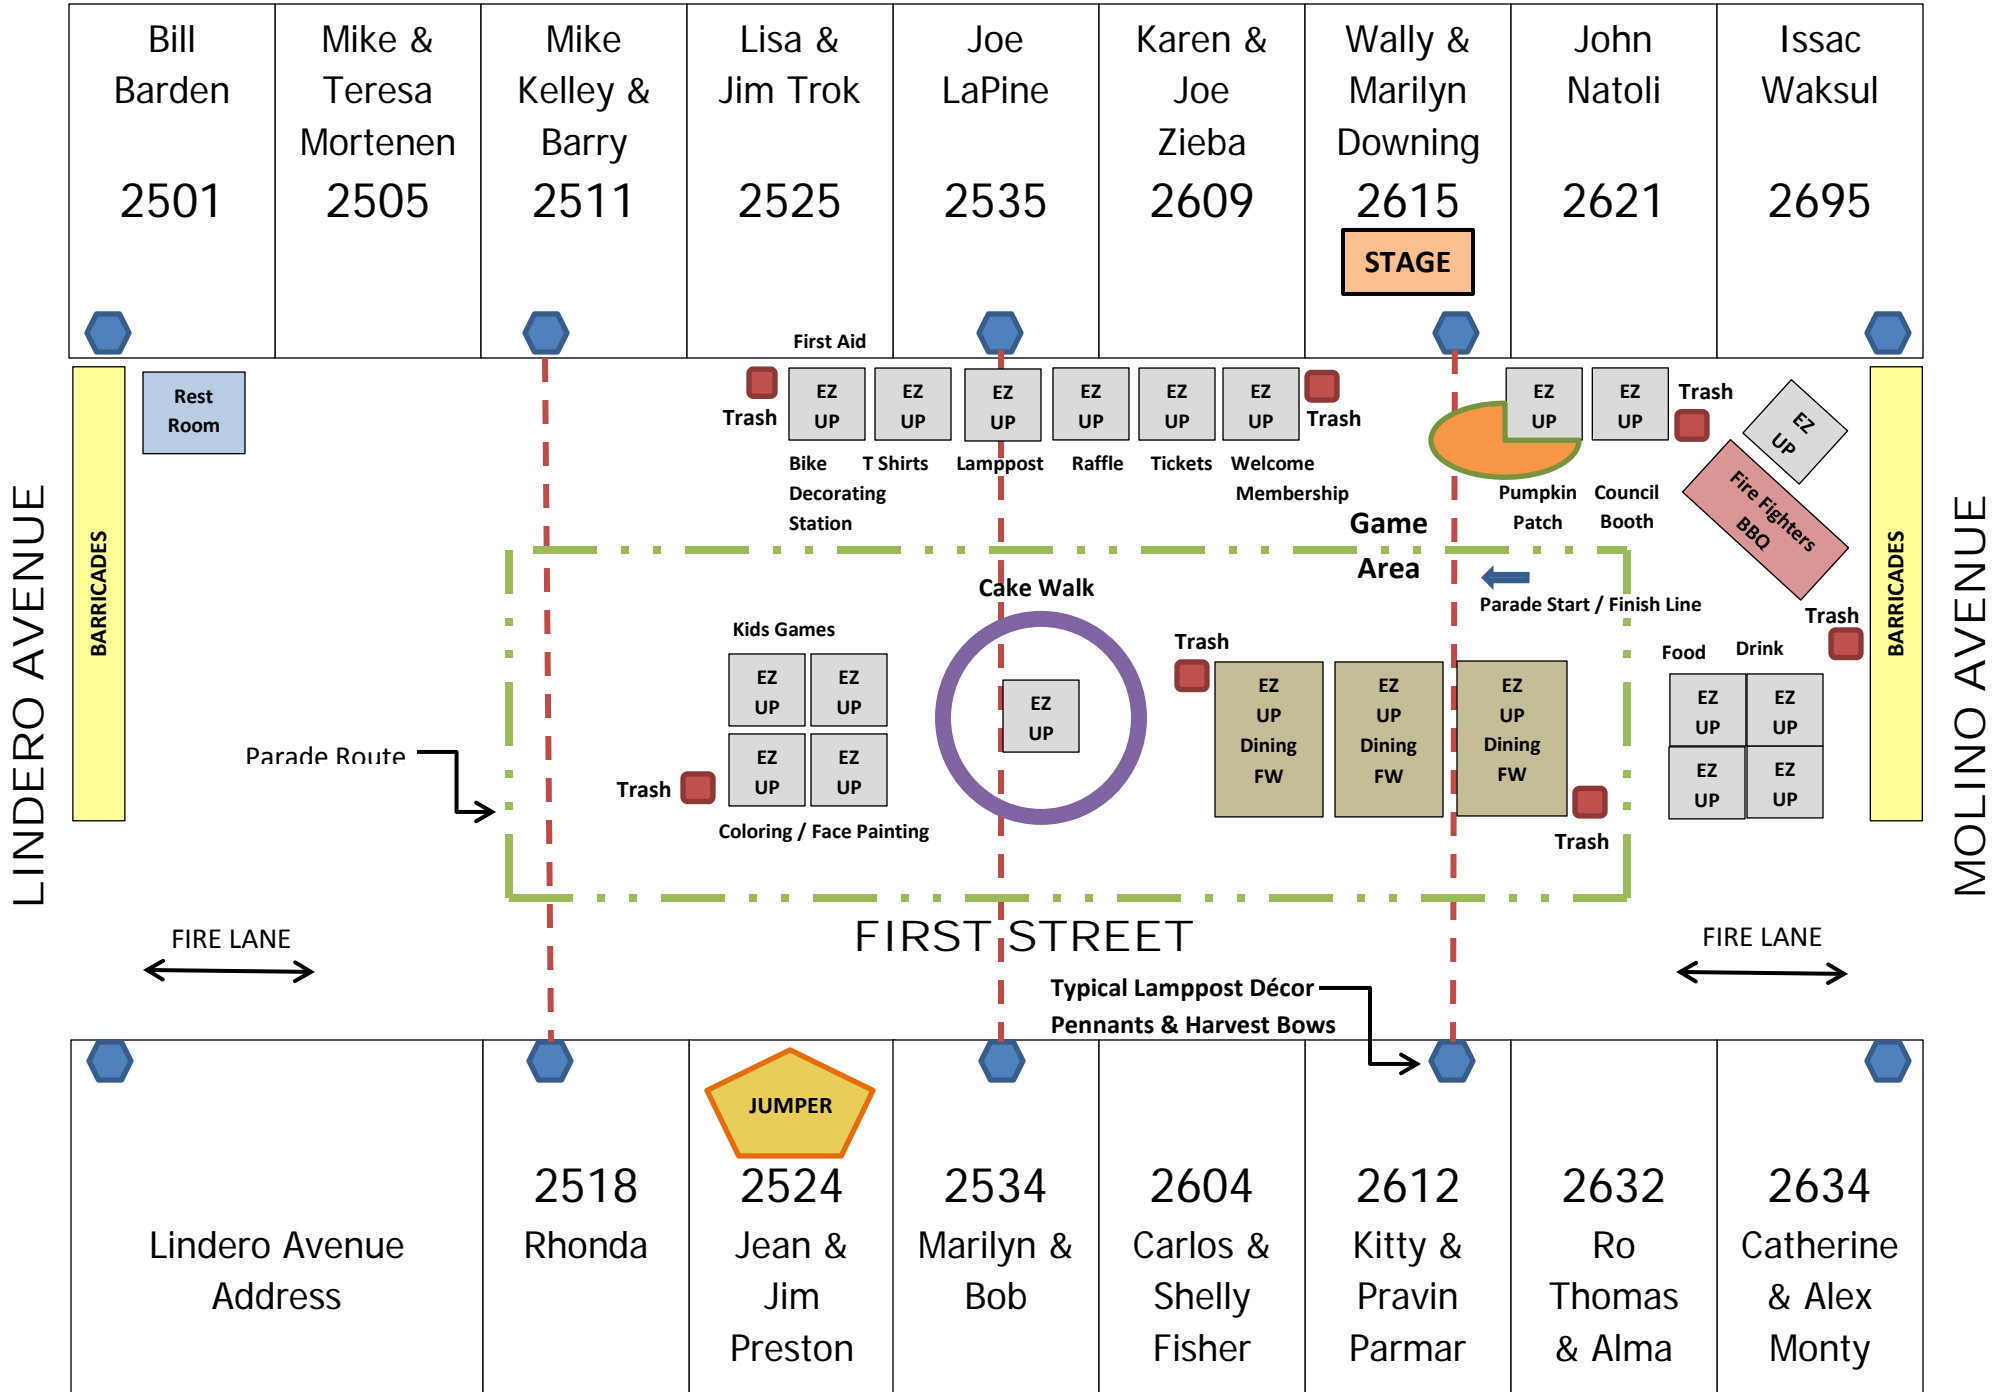 Bill
Barden
2501
Mike &
Teresa
Mortenen
2505
Mike
Kelley &
Barry
2511
Lisa &
Jim Trok
2525
Joe
LaPine
2535
Karen &
Joe
Zieba
2609
Wally &
Marilyn
Downing
2615
STAGE
John
Natoli
2621
Issac
Waksul
2695
LINDERO AVENUE
BARRICADES
Rest
Room
First Aid
Trash
EZ
UP
EZ
UP
EZ
UP
EZ
UP
EZ
UP
EZ
UP
Trash
Bike
Decorating
Station
T Shirts
Lamppost
Raffle
Tickets
Welcome
Membership
EZ
UP
EZ
UP
Trash
Pumpkin
Patch
Council
Booth
EZ
UP
Fire Fighters
BBQ
BARRICADES
MOLINO AVENUE
Game
Area
Parade Start / Finish Line
Trash
Cake Walk
EZ
UP
Kids Games
EZ
UP
EZ
UP
EZ
UP
EZ
UP
Trash
Coloring / Face Painting
Parade Route
Trash
EZ
UP
Dining
FW
EZ
UP
Dining
FW
EZ
UP
Dining
FW
Trash
Food
Drink
EZ
UP
EZ
UP
EZ
UP
EZ
UP
FIRST STREET
FIRE LANE
FIRE LANE
Typical Lamppost Décor
Pennants & Harvest Bows
Lindero Avenue
Address
2518
Rhonda
JUMPER
2524
Jean &
Jim
Preston
2534
Marilyn &
Bob
2604
Carlos &
Shelly
Fisher
2612
Kitty &
Pravin
Parmar
2632
Ro
Thomas
& Alma
2634
Catherine
& Alex
Monty